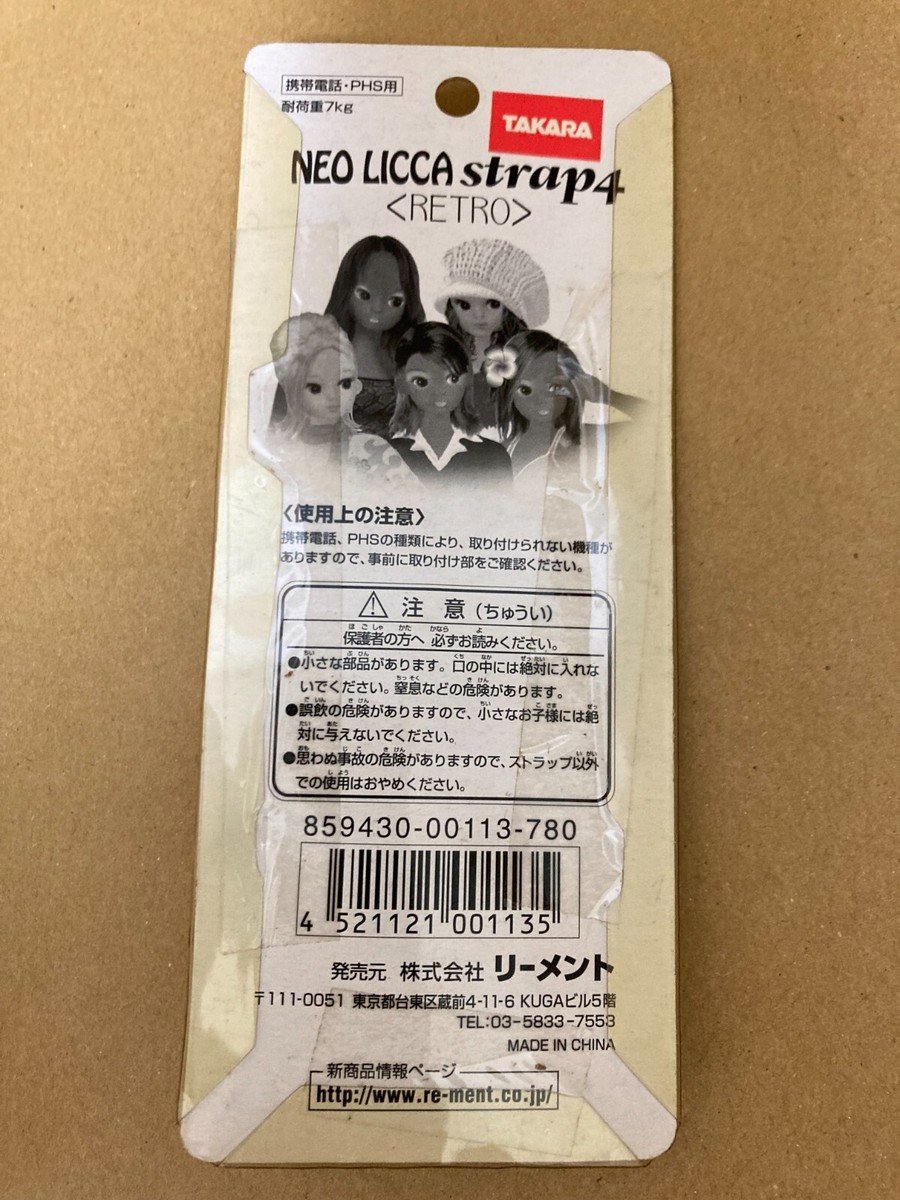 携帯電話・PHS用
耐荷重7kg
TAKARA
NEO LICCA strap4
<RETRO>
〈使用上の注意〉
携帯電話、PHSの種類により、取り付けられない機種が
ありますので、事前に取り付け部をご確認ください。
⚠ 注 意 (ちゅうい)
保護者の方へ 必ずお読みください。
●小さな部品があります。口の中には絶対に入れな
いでください。窒息などの危険があります。
●誤飲の危険がありますので、小さなお子様には絶
対に与えないでください。
●思わぬ事故の危険がありますので、ストラップ以外
での使用はおやめください。
859430-00113-780
4 521121 001135
発売元 株式会社 リーメント
〒111-0051 東京都台東区蔵前4-11-6 KUGAビル5階
TEL:03-5833-7553
MADE IN CHINA
新商品情報ページ
http://www.re-ment.co.jp/